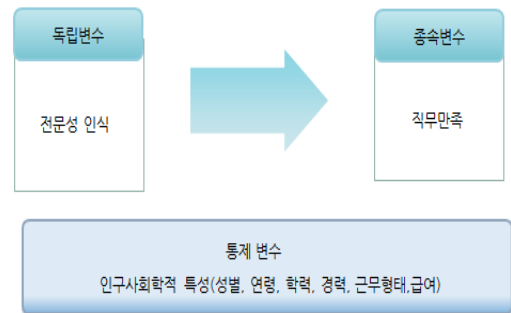 독립변수
종속변수
전문성 인식
직무만족
통제 변수
인구사회학적 특성(성별, 연령, 학력, 경력, 근무형태,급여)